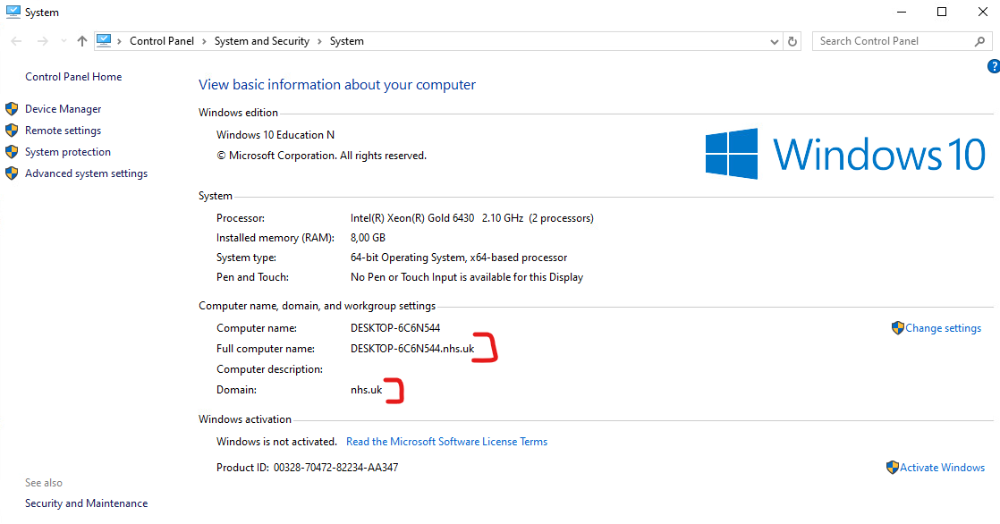 System
Control Panel > System and Security > System
Search Control Panel
?
Control Panel Home
Device Manager
Remote settings
System protection
Advanced system settings
View basic information about your computer
Windows edition
Windows 10 Education N
© Microsoft Corporation. All rights reserved.
Windows 10
System
Processor: Intel(R) Xeon(R) Gold 6430 2.10 GHz (2 processors)
Installed memory (RAM): 8,00 GB
System type: 64-bit Operating System, x64-based processor
Pen and Touch: No Pen or Touch Input is available for this Display
Computer name, domain, and workgroup settings
Computer name: DESKTOP-6C6N544
Change settings
Full computer name: DESKTOP-6C6N544.nhs.uk
Computer description:
Domain: nhs.uk
Windows activation
Windows is not activated. Read the Microsoft Software License Terms
Product ID: 00328-70472-82234-AA347
Activate Windows
See also
Security and Maintenance